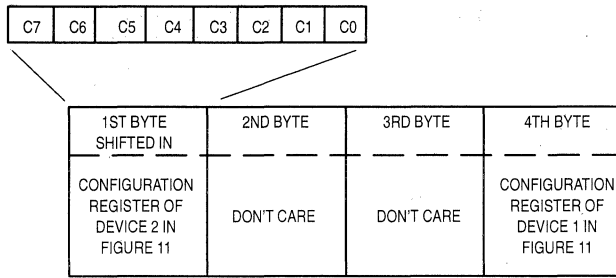 C7 C6 C5 C4 C3 C2 C1 C0
1ST BYTE
SHIFTED IN
2ND BYTE
3RD BYTE
4TH BYTE
CONFIGURATION
REGISTER OF
DEVICE 2 IN
FIGURE 11
DON'T CARE
DON'T CARE
CONFIGURATION
REGISTER OF
DEVICE 1 IN
FIGURE 11